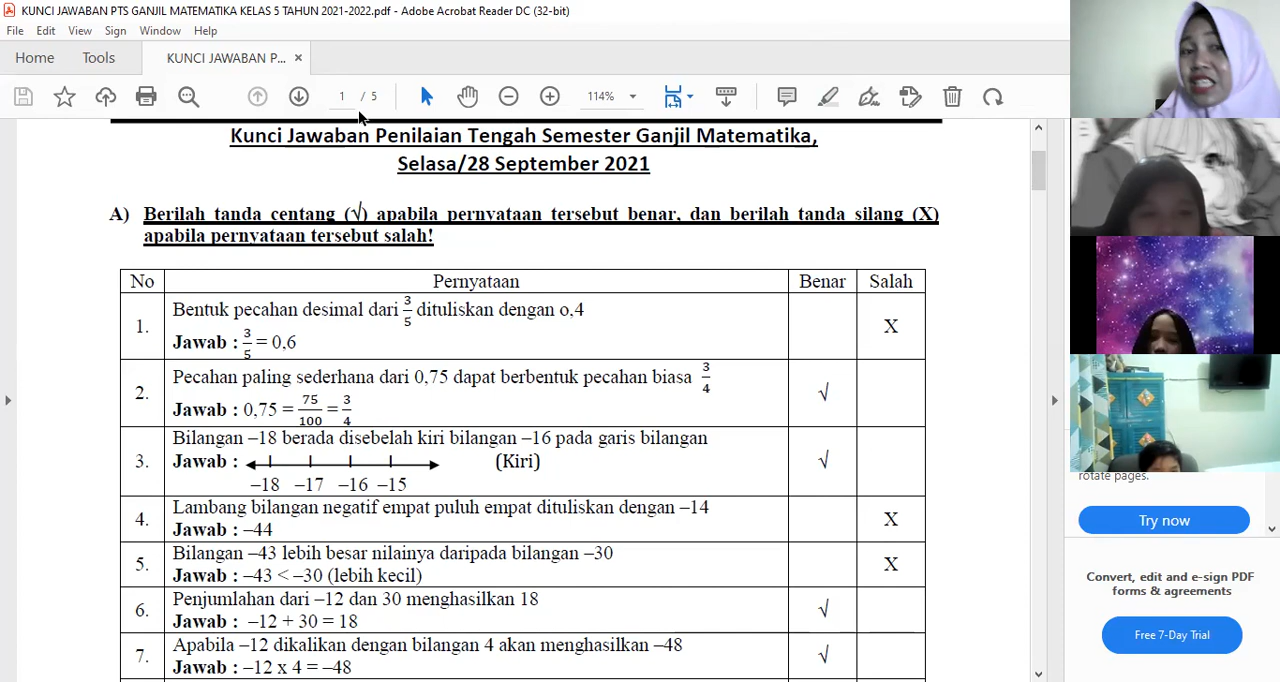 KUNCI JAWABAN PTS GANJIL MATEMATIKA KELAS 5 TAHUN 2021-2022.pdf - Adobe Acrobat Reader DC (32-bit)
File Edit View Sign Window Help
Home Tools KUNCI JAWABAN P... ×
1 / 5 114%
Kunci Jawaban Penilaian Tengah Semester Ganjil Matematika,
Selasa/28 September 2021
A) Berilah tanda centang (√) apabila pernyataan tersebut benar, dan berilah tanda silang (X)
apabila pernyataan tersebut salah!
No Pernyataan Benar Salah
1. Bentuk pecahan desimal dari 3/5 dituliskan dengan o,4 X
Jawab : 3/5 = 0,6
2. Pecahan paling sederhana dari 0,75 dapat berbentuk pecahan biasa 3/4 √
Jawab : 0,75 = 75/100 = 3/4
3. Bilangan –18 berada disebelah kiri bilangan –16 pada garis bilangan √
Jawab : (Kiri)
–18 –17 –16 –15
4. Lambang bilangan negatif empat puluh empat dituliskan dengan –14 X
Jawab : –44
5. Bilangan –43 lebih besar nilainya daripada bilangan –30 X
Jawab : –43 < –30 (lebih kecil)
6. Penjumlahan dari –12 dan 30 menghasilkan 18 √
Jawab : –12 + 30 = 18
7. Apabila –12 dikalikan dengan bilangan 4 akan menghasilkan –48 √
Jawab : –12 x 4 = –48
rotate pages.
Try now
Convert, edit and e-sign PDF
forms & agreements
Free 7-Day Trial